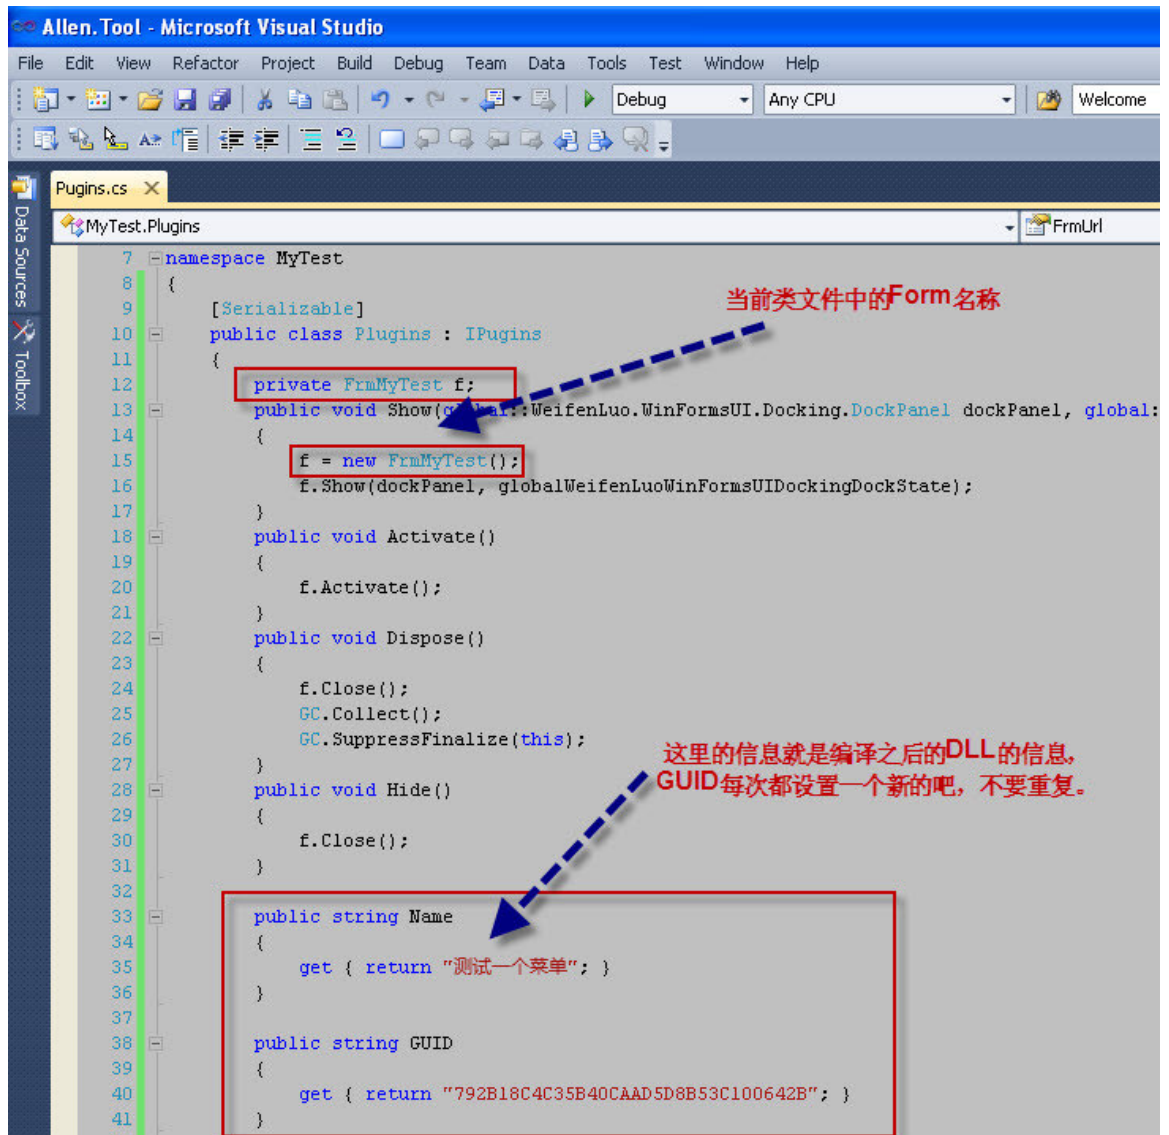 Allen.Tool - Microsoft Visual Studio
File Edit View Refactor Project Build Debug Team Data Tools Test Window Help
Debug Any CPU Welcome
Pugins.cs
Data Sources
Toolbox
MyTest.Plugins FrmUrl
7 namespace MyTest
8 {
9 [Serializable]
当前类文件中的Form名称
10 public class Plugins : IPugins
11 {
12 private FrmMyTest f;
13 public void Show(global::WeifenLuo.WinFormsUI.Docking.DockPanel dockPanel, global:
14 {
15 f = new FrmMyTest();
16 f.Show(dockPanel, globalWeifenLuoWinFormsUIDockingDockState);
17 }
18 public void Activate()
19 {
20 f.Activate();
21 }
22 public void Dispose()
23 {
24 f.Close();
25 GC.Collect();
26 GC.SuppressFinalize(this);
27 }
这里的信息就是编译之后的DLL的信息,
GUID每次都设置一个新的吧，不要重复。
28 public void Hide()
29 {
30 f.Close();
31 }
32
33 public string Name
34 {
35 get { return "测试一个菜单"; }
36 }
37
38 public string GUID
39 {
40 get { return "792B18C4C35B40CAAD5D8B53C100642B"; }
41 }